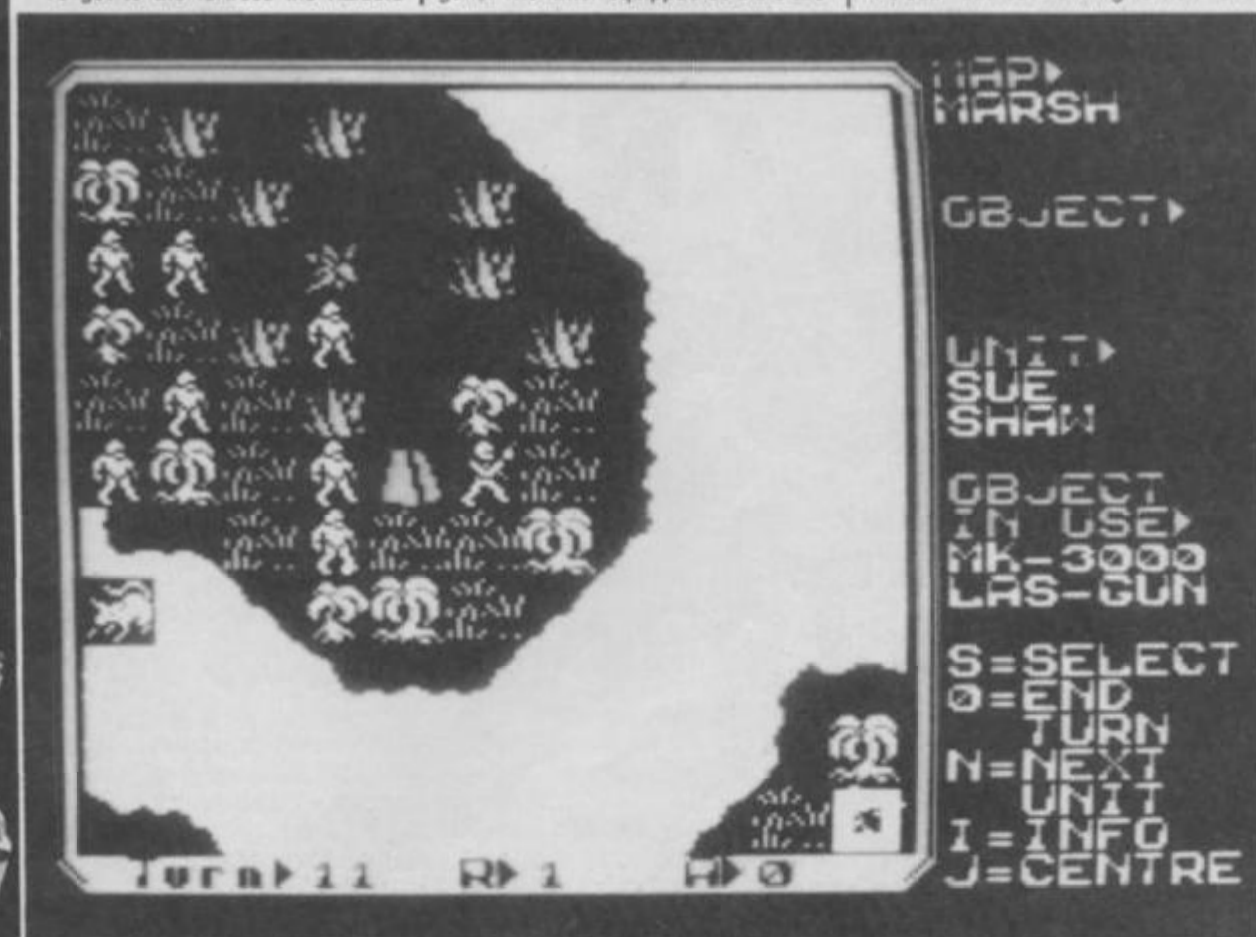 MAP▶
MARSH
OBJECT▶
UNIT▶
SUE
SHAW
OBJECT
IN USE▶
MK-3000
LAS-GUN
S=SELECT
0=END
TURN
N=NEXT
UNIT
I=INFO
J=CENTRE
Turn▶ 11 R▶ 1 A▶ 0